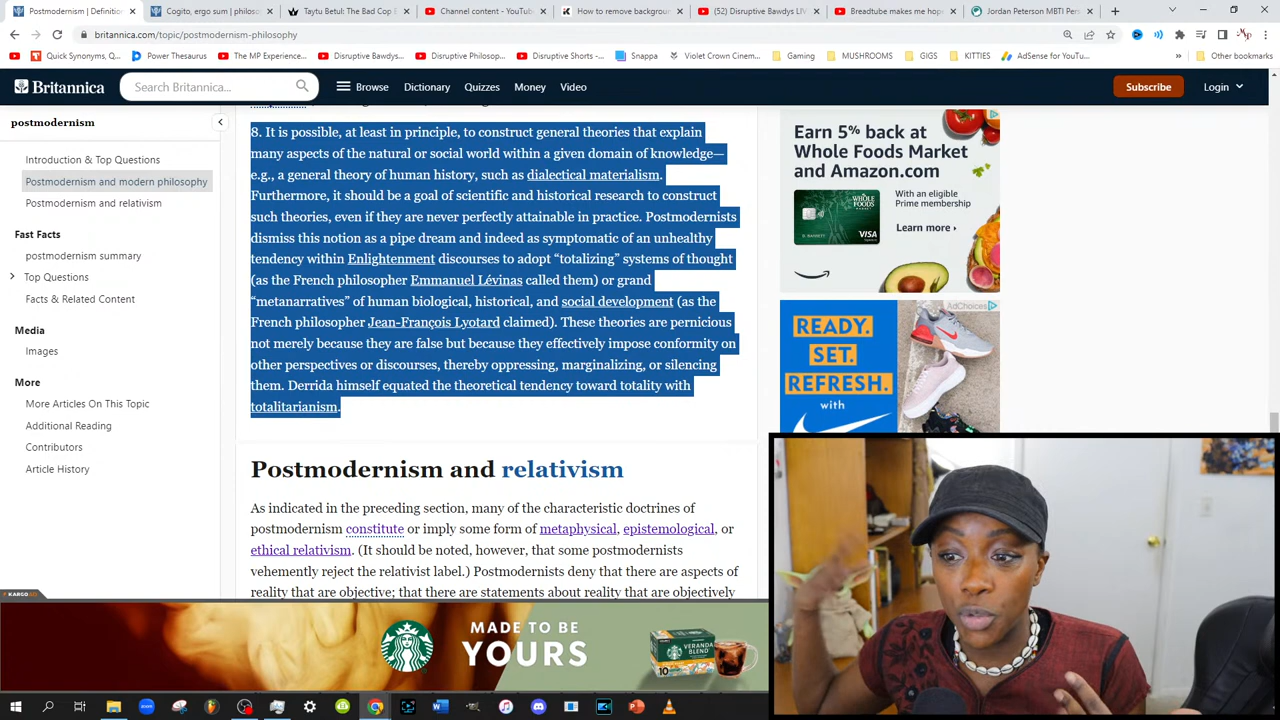 Postmodernism | Definitio
Cogito, ergo sum | philoso
Taytu Betul: The Bad Cop E
Channel content - YouTube
How to remove background
(52) Disruptive Bawdys LIV
Breadtube makes me hope
Jordan Peterson MBTI Pers
britannica.com/topic/postmodernism-philosophy
Quick Synonyms, Q...
Power Thesaurus
The MP Experience...
Disruptive Bawdys...
Disruptive Philosop...
Disruptive Shorts -...
Snappa
Violet Crown Cinem...
Gaming
MUSHROOMS
GIGS
KITTIES
AdSense for YouTu...
»
Other bookmarks
Britannica
Search Britannica...
Browse
Dictionary
Quizzes
Money
Video
Subscribe
Login
postmodernism
Introduction & Top Questions
Postmodernism and modern philosophy
Postmodernism and relativism
Fast Facts
postmodernism summary
Top Questions
Facts & Related Content
Media
Images
More
More Articles On This Topic
Additional Reading
Contributors
Article History
8. It is possible, at least in principle, to construct general theories that explain
many aspects of the natural or social world within a given domain of knowledge—
e.g., a general theory of human history, such as dialectical materialism.
Furthermore, it should be a goal of scientific and historical research to construct
such theories, even if they are never perfectly attainable in practice. Postmodernists
dismiss this notion as a pipe dream and indeed as symptomatic of an unhealthy
tendency within Enlightenment discourses to adopt “totalizing” systems of thought
(as the French philosopher Emmanuel Lévinas called them) or grand
“metanarratives” of human biological, historical, and social development (as the
French philosopher Jean-François Lyotard claimed). These theories are pernicious
not merely because they are false but because they effectively impose conformity on
other perspectives or discourses, thereby oppressing, marginalizing, or silencing
them. Derrida himself equated the theoretical tendency toward totality with
totalitarianism.
Postmodernism and relativism
As indicated in the preceding section, many of the characteristic doctrines of
postmodernism constitute or imply some form of metaphysical, epistemological, or
ethical relativism. (It should be noted, however, that some postmodernists
vehemently reject the relativist label.) Postmodernists deny that there are aspects of
reality that are objective; that there are statements about reality that are objectively
Earn 5% back at
Whole Foods Market
and Amazon.com
With an eligible
Prime membership
Learn more ›
WHOLE
FOODS
VISA
AdChoices
READY.
SET.
REFRESH.
with
KARGO
MADE TO BE
YOURS
VERANDA
BLEND
10